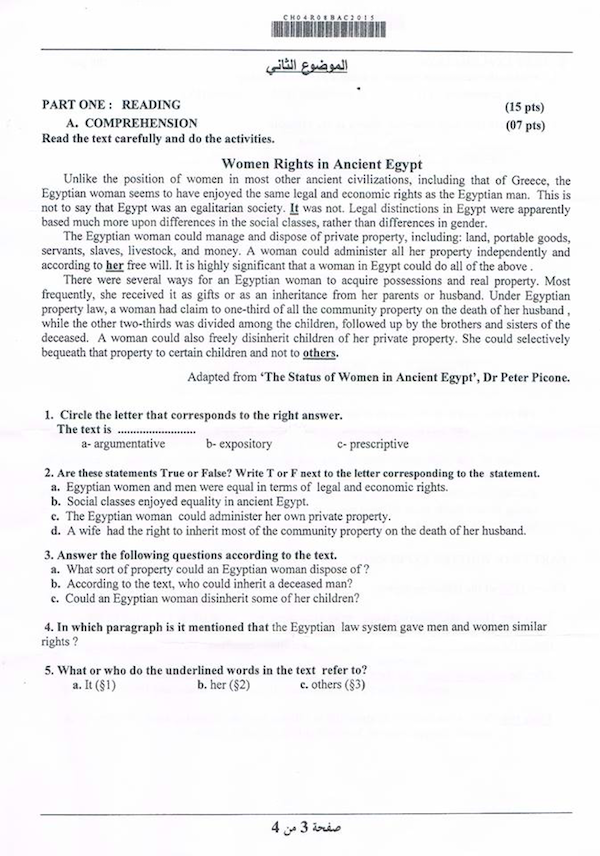 CH04R08BAC2015
الموضوع الثاني
PART ONE : READING (15 pts)
A. COMPREHENSION (07 pts)
Read the text carefully and do the activities.
Women Rights in Ancient Egypt
Unlike the position of women in most other ancient civilizations, including that of Greece, the
Egyptian woman seems to have enjoyed the same legal and economic rights as the Egyptian man. This is
not to say that Egypt was an egalitarian society. It was not. Legal distinctions in Egypt were apparently
based much more upon differences in the social classes, rather than differences in gender.
The Egyptian woman could manage and dispose of private property, including: land, portable goods,
servants, slaves, livestock, and money. A woman could administer all her property independently and
according to her free will. It is highly significant that a woman in Egypt could do all of the above .
There were several ways for an Egyptian woman to acquire possessions and real property. Most
frequently, she received it as gifts or as an inheritance from her parents or husband. Under Egyptian
property law, a woman had claim to one-third of all the community property on the death of her husband ,
while the other two-thirds was divided among the children, followed up by the brothers and sisters of the
deceased. A woman could also freely disinherit children of her private property. She could selectively
bequeath that property to certain children and not to others.
Adapted from ‘The Status of Women in Ancient Egypt’, Dr Peter Picone.
1. Circle the letter that corresponds to the right answer.
The text is ..........................
a- argumentative b- expository c- prescriptive
2. Are these statements True or False? Write T or F next to the letter corresponding to the statement.
a. Egyptian women and men were equal in terms of legal and economic rights.
b. Social classes enjoyed equality in ancient Egypt.
c. The Egyptian woman could administer her own private property.
d. A wife had the right to inherit most of the community property on the death of her husband.
3. Answer the following questions according to the text.
a. What sort of property could an Egyptian woman dispose of ?
b. According to the text, who could inherit a deceased man?
c. Could an Egyptian woman disinherit some of her children?
4. In which paragraph is it mentioned that the Egyptian law system gave men and women similar
rights ?
5. What or who do the underlined words in the text refer to?
a. It (§1) b. her (§2) c. others (§3)
صفحة 3 من 4